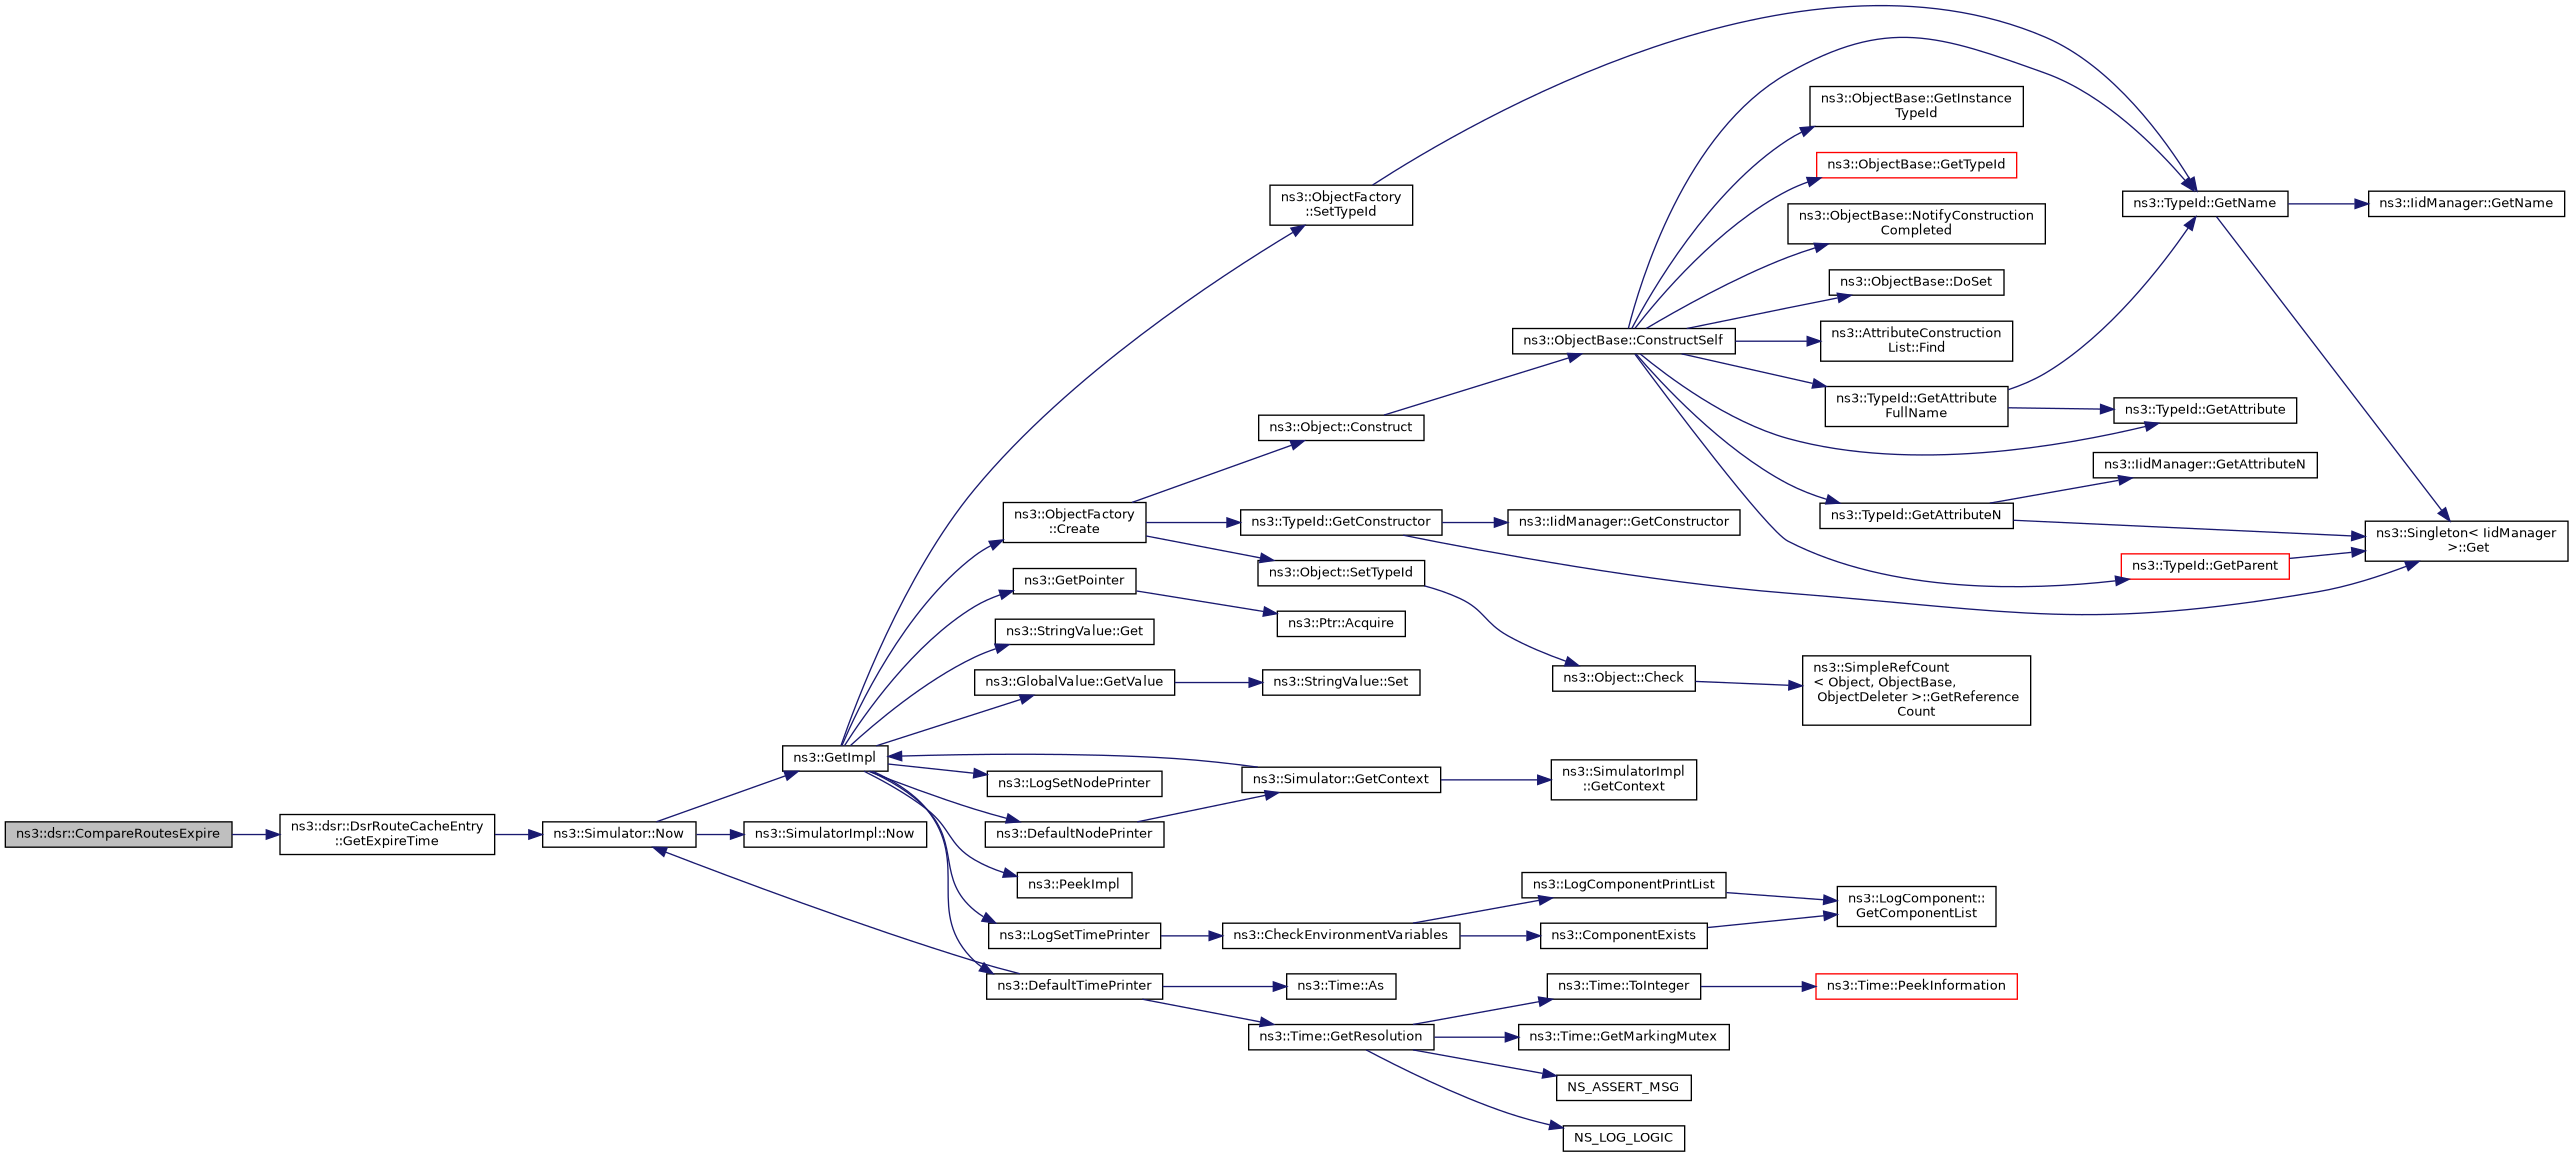 ns3::dsr::CompareRoutesExpire
ns3::dsr::DsrRouteCacheEntry
::GetExpireTime
ns3::Simulator::Now
ns3::GetImpl
ns3::SimulatorImpl::Now
ns3::ObjectFactory
::Create
ns3::GetPointer
ns3::StringValue::Get
ns3::GlobalValue::GetValue
ns3::LogSetNodePrinter
ns3::DefaultNodePrinter
ns3::PeekImpl
ns3::LogSetTimePrinter
ns3::DefaultTimePrinter
ns3::ObjectFactory
::SetTypeId
ns3::Object::Construct
ns3::TypeId::GetConstructor
ns3::Object::SetTypeId
ns3::Ptr::Acquire
ns3::StringValue::Set
ns3::Simulator::GetContext
ns3::CheckEnvironmentVariables
ns3::Time::As
ns3::Time::GetResolution
ns3::ObjectBase::ConstructSelf
ns3::IidManager::GetConstructor
ns3::Object::Check
ns3::SimulatorImpl
::GetContext
ns3::LogComponentPrintList
ns3::ComponentExists
ns3::Time::ToInteger
ns3::Time::GetMarkingMutex
NS_ASSERT_MSG
NS_LOG_LOGIC
ns3::ObjectBase::GetInstance
TypeId
ns3::ObjectBase::GetTypeId
ns3::ObjectBase::NotifyConstruction
Completed
ns3::ObjectBase::DoSet
ns3::AttributeConstruction
List::Find
ns3::TypeId::GetAttribute
FullName
ns3::TypeId::GetAttributeN
ns3::SimpleRefCount
< Object, ObjectBase,
ObjectDeleter >::GetReference
Count
ns3::LogComponent::
GetComponentList
ns3::Time::PeekInformation
ns3::TypeId::GetName
ns3::TypeId::GetAttribute
ns3::IidManager::GetAttributeN
ns3::TypeId::GetParent
ns3::IidManager::GetName
ns3::Singleton< IidManager
>::Get